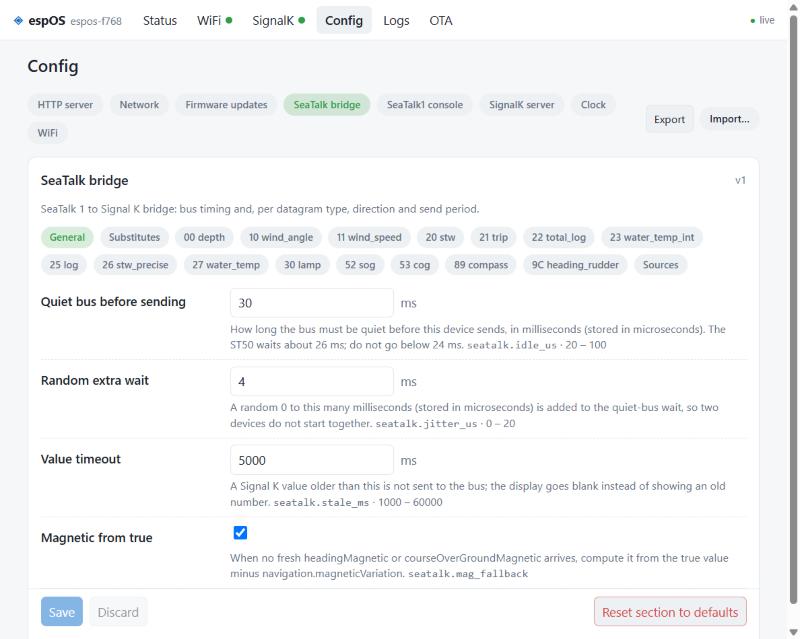 espOS espos-f768 Status WiFi SignalK Config Logs OTA live
Config
HTTP server Network Firmware updates SeaTalk bridge SeaTalk1 console SignalK server Clock
WiFi
Export Import...
SeaTalk bridge v1
SeaTalk 1 to Signal K bridge: bus timing and, per datagram type, direction and send period.
General Substitutes 00 depth 10 wind_angle 11 wind_speed 20 stw 21 trip 22 total_log 23 water_temp_int
25 log 26 stw_precise 27 water_temp 30 lamp 52 sog 53 cog 89 compass 9C heading_rudder Sources
Quiet bus before sending 30 ms
How long the bus must be quiet before this device sends, in milliseconds (stored in microseconds). The
ST50 waits about 26 ms; do not go below 24 ms. seatalk.idle_us · 20 – 100
Random extra wait 4 ms
A random 0 to this many milliseconds (stored in microseconds) is added to the quiet-bus wait, so two
devices do not start together. seatalk.jitter_us · 0 – 20
Value timeout 5000 ms
A Signal K value older than this is not sent to the bus; the display goes blank instead of showing an old
number. seatalk.stale_ms · 1000 – 60000
Magnetic from true
When no fresh headingMagnetic or courseOverGroundMagnetic arrives, compute it from the true value
minus navigation.magneticVariation. seatalk.mag_fallback
Save Discard Reset section to defaults